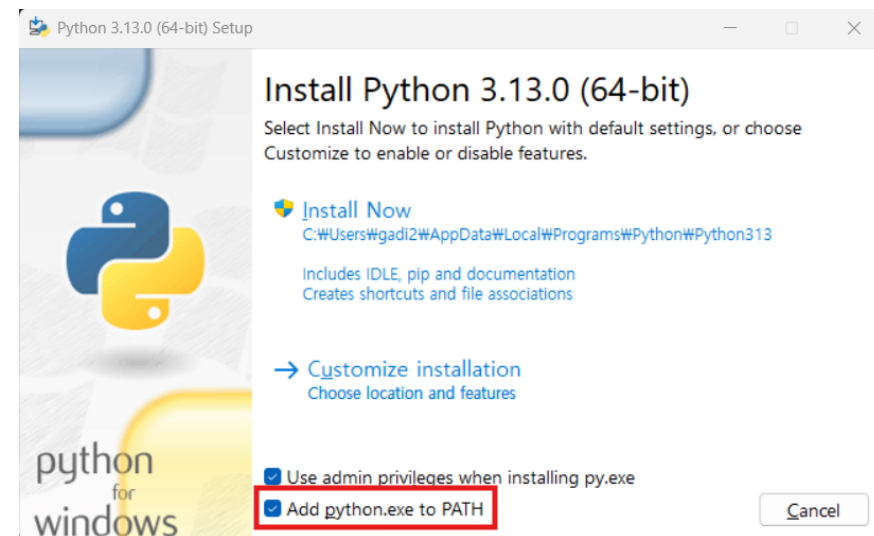 Python 3.13.0 (64-bit) Setup
Install Python 3.13.0 (64-bit)
Select Install Now to install Python with default settings, or choose
Customize to enable or disable features.
Install Now
C:₩Users₩gadi2₩AppData₩Local₩Programs₩Python₩Python313
Includes IDLE, pip and documentation
Creates shortcuts and file associations
Customize installation
Choose location and features
python
for
windows
Use admin privileges when installing py.exe
Add python.exe to PATH
Cancel